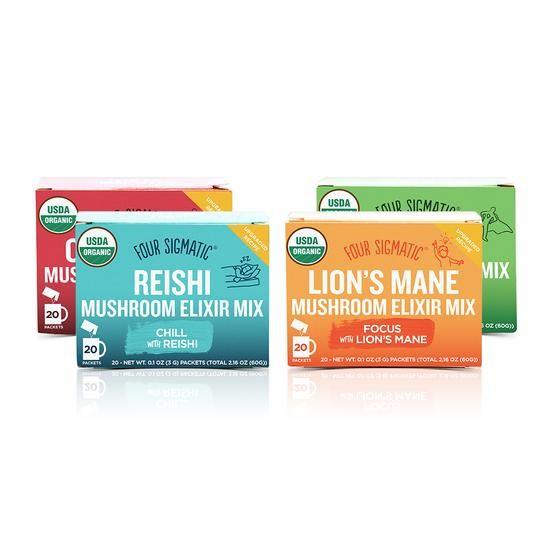 USDA
ORGANIC
MUS
20
PACKETS
USDA
ORGANIC
MIX
USDA
ORGANIC
FOUR SIGMATIC®
UPGRADED
RECIPE
REISHI
MUSHROOM ELIXIR MIX
CHILL
WITH REISHI
20
PACKETS
20 - NET WT. 0.1 OZ (3 G) PACKETS (TOTAL 2.16 OZ (60G))
USDA
ORGANIC
FOUR SIGMATIC®
UPGRADED
RECIPE
LION'S MANE
MUSHROOM ELIXIR MIX
FOCUS
WITH LION'S MANE
20
PACKETS
20 - NET WT. 0.1 OZ (3 G) PACKETS (TOTAL 2.16 OZ (60G))